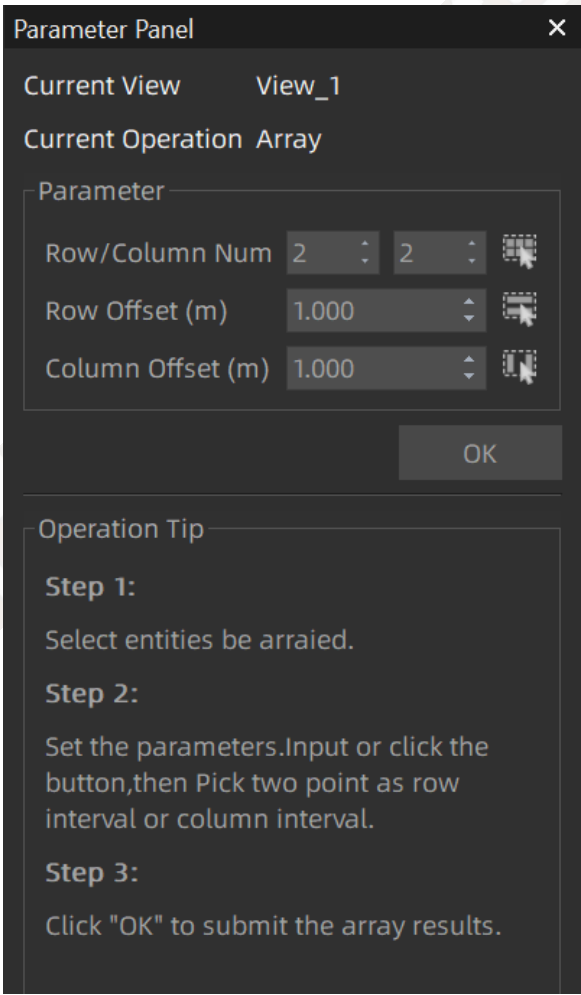 Parameter Panel
Current View View_1
Current Operation Array
Parameter
Row/Column Num 2 2
Row Offset (m) 1.000
Column Offset (m) 1.000
OK
Operation Tip
Step 1:
Select entities be arraied.
Step 2:
Set the parameters.Input or click the
button,then Pick two point as row
interval or column interval.
Step 3:
Click "OK" to submit the array results.